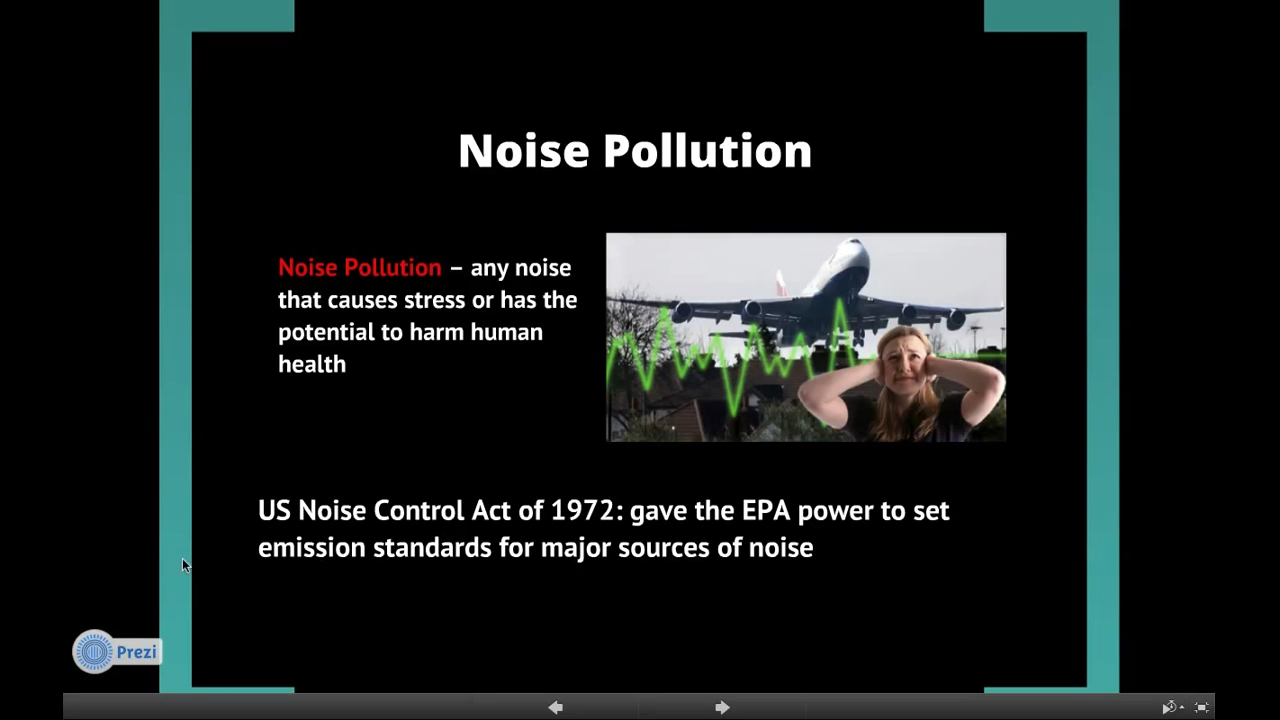 Noise Pollution
Noise Pollution – any noise
that causes stress or has the
potential to harm human
health
US Noise Control Act of 1972: gave the EPA power to set
emission standards for major sources of noise
Prezi